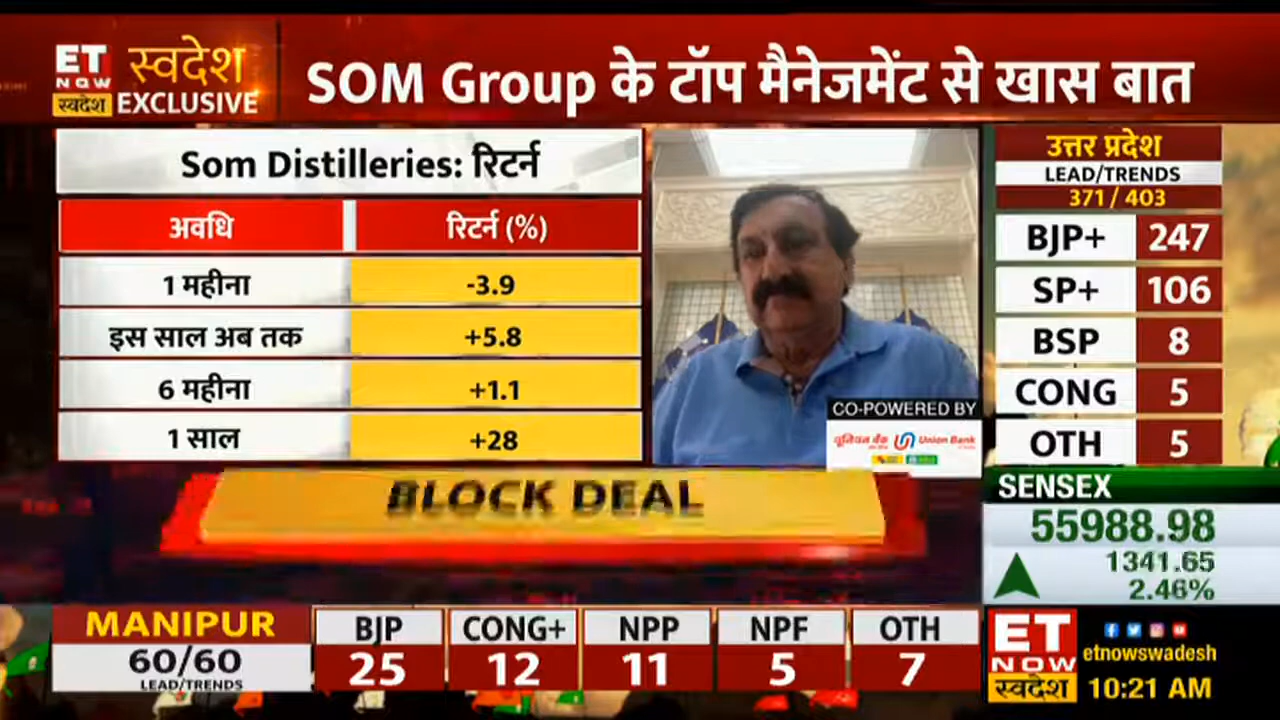 ET NOW स्वदेश
स्वदेश EXCLUSIVE
SOM Group के टॉप मैनेजमेंट से खास बात
Som Distilleries: रिटर्न
अवधि रिटर्न (%)
1 महीना -3.9
इस साल अब तक +5.8
6 महीना +1.1
1 साल +28
CO-POWERED BY
यूनियन बैंक Union Bank
उत्तर प्रदेश
LEAD/TRENDS
371 / 403
BJP+ 247
SP+ 106
BSP 8
CONG 5
OTH 5
BLOCK DEAL
SENSEX
55988.98
1341.65
2.46%
MANIPUR
60/60
LEAD/TRENDS
BJP CONG+ NPP NPF OTH
25 12 11 5 7
ET
NOW
स्वदेश
etnowswadesh
10:21 AM